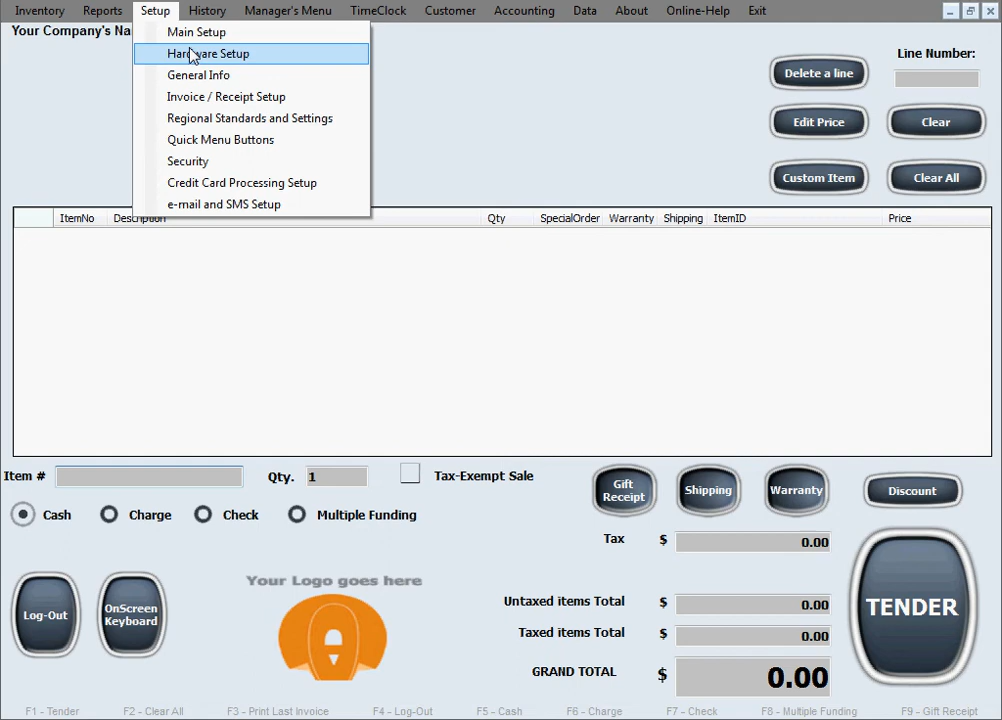 Inventory Reports Setup History Manager's Menu TimeClock Customer Accounting Data About Online-Help Exit
Your Company's Na
Main Setup
Hardware Setup
General Info
Invoice / Receipt Setup
Regional Standards and Settings
Quick Menu Buttons
Security
Credit Card Processing Setup
e-mail and SMS Setup
Line Number:
Delete a line
Edit Price Clear
Custom Item Clear All
ItemNo Description Qty SpecialOrder Warranty Shipping ItemID Price
Item # Qty. 1 Tax-Exempt Sale
Gift
Receipt
Shipping
Warranty
Discount
Cash Charge Check Multiple Funding
Tax $ 0.00
Log-Out
OnScreen
Keyboard
Your Logo goes here
Untaxed items Total $ 0.00
Taxed items Total $ 0.00
GRAND TOTAL $ 0.00
TENDER
F1 - Tender F2 - Clear All F3 - Print Last Invoice F4 - Log-Out F5 - Cash F6 - Charge F7 - Check F8 - Multiple Funding F9 - Gift Receipt